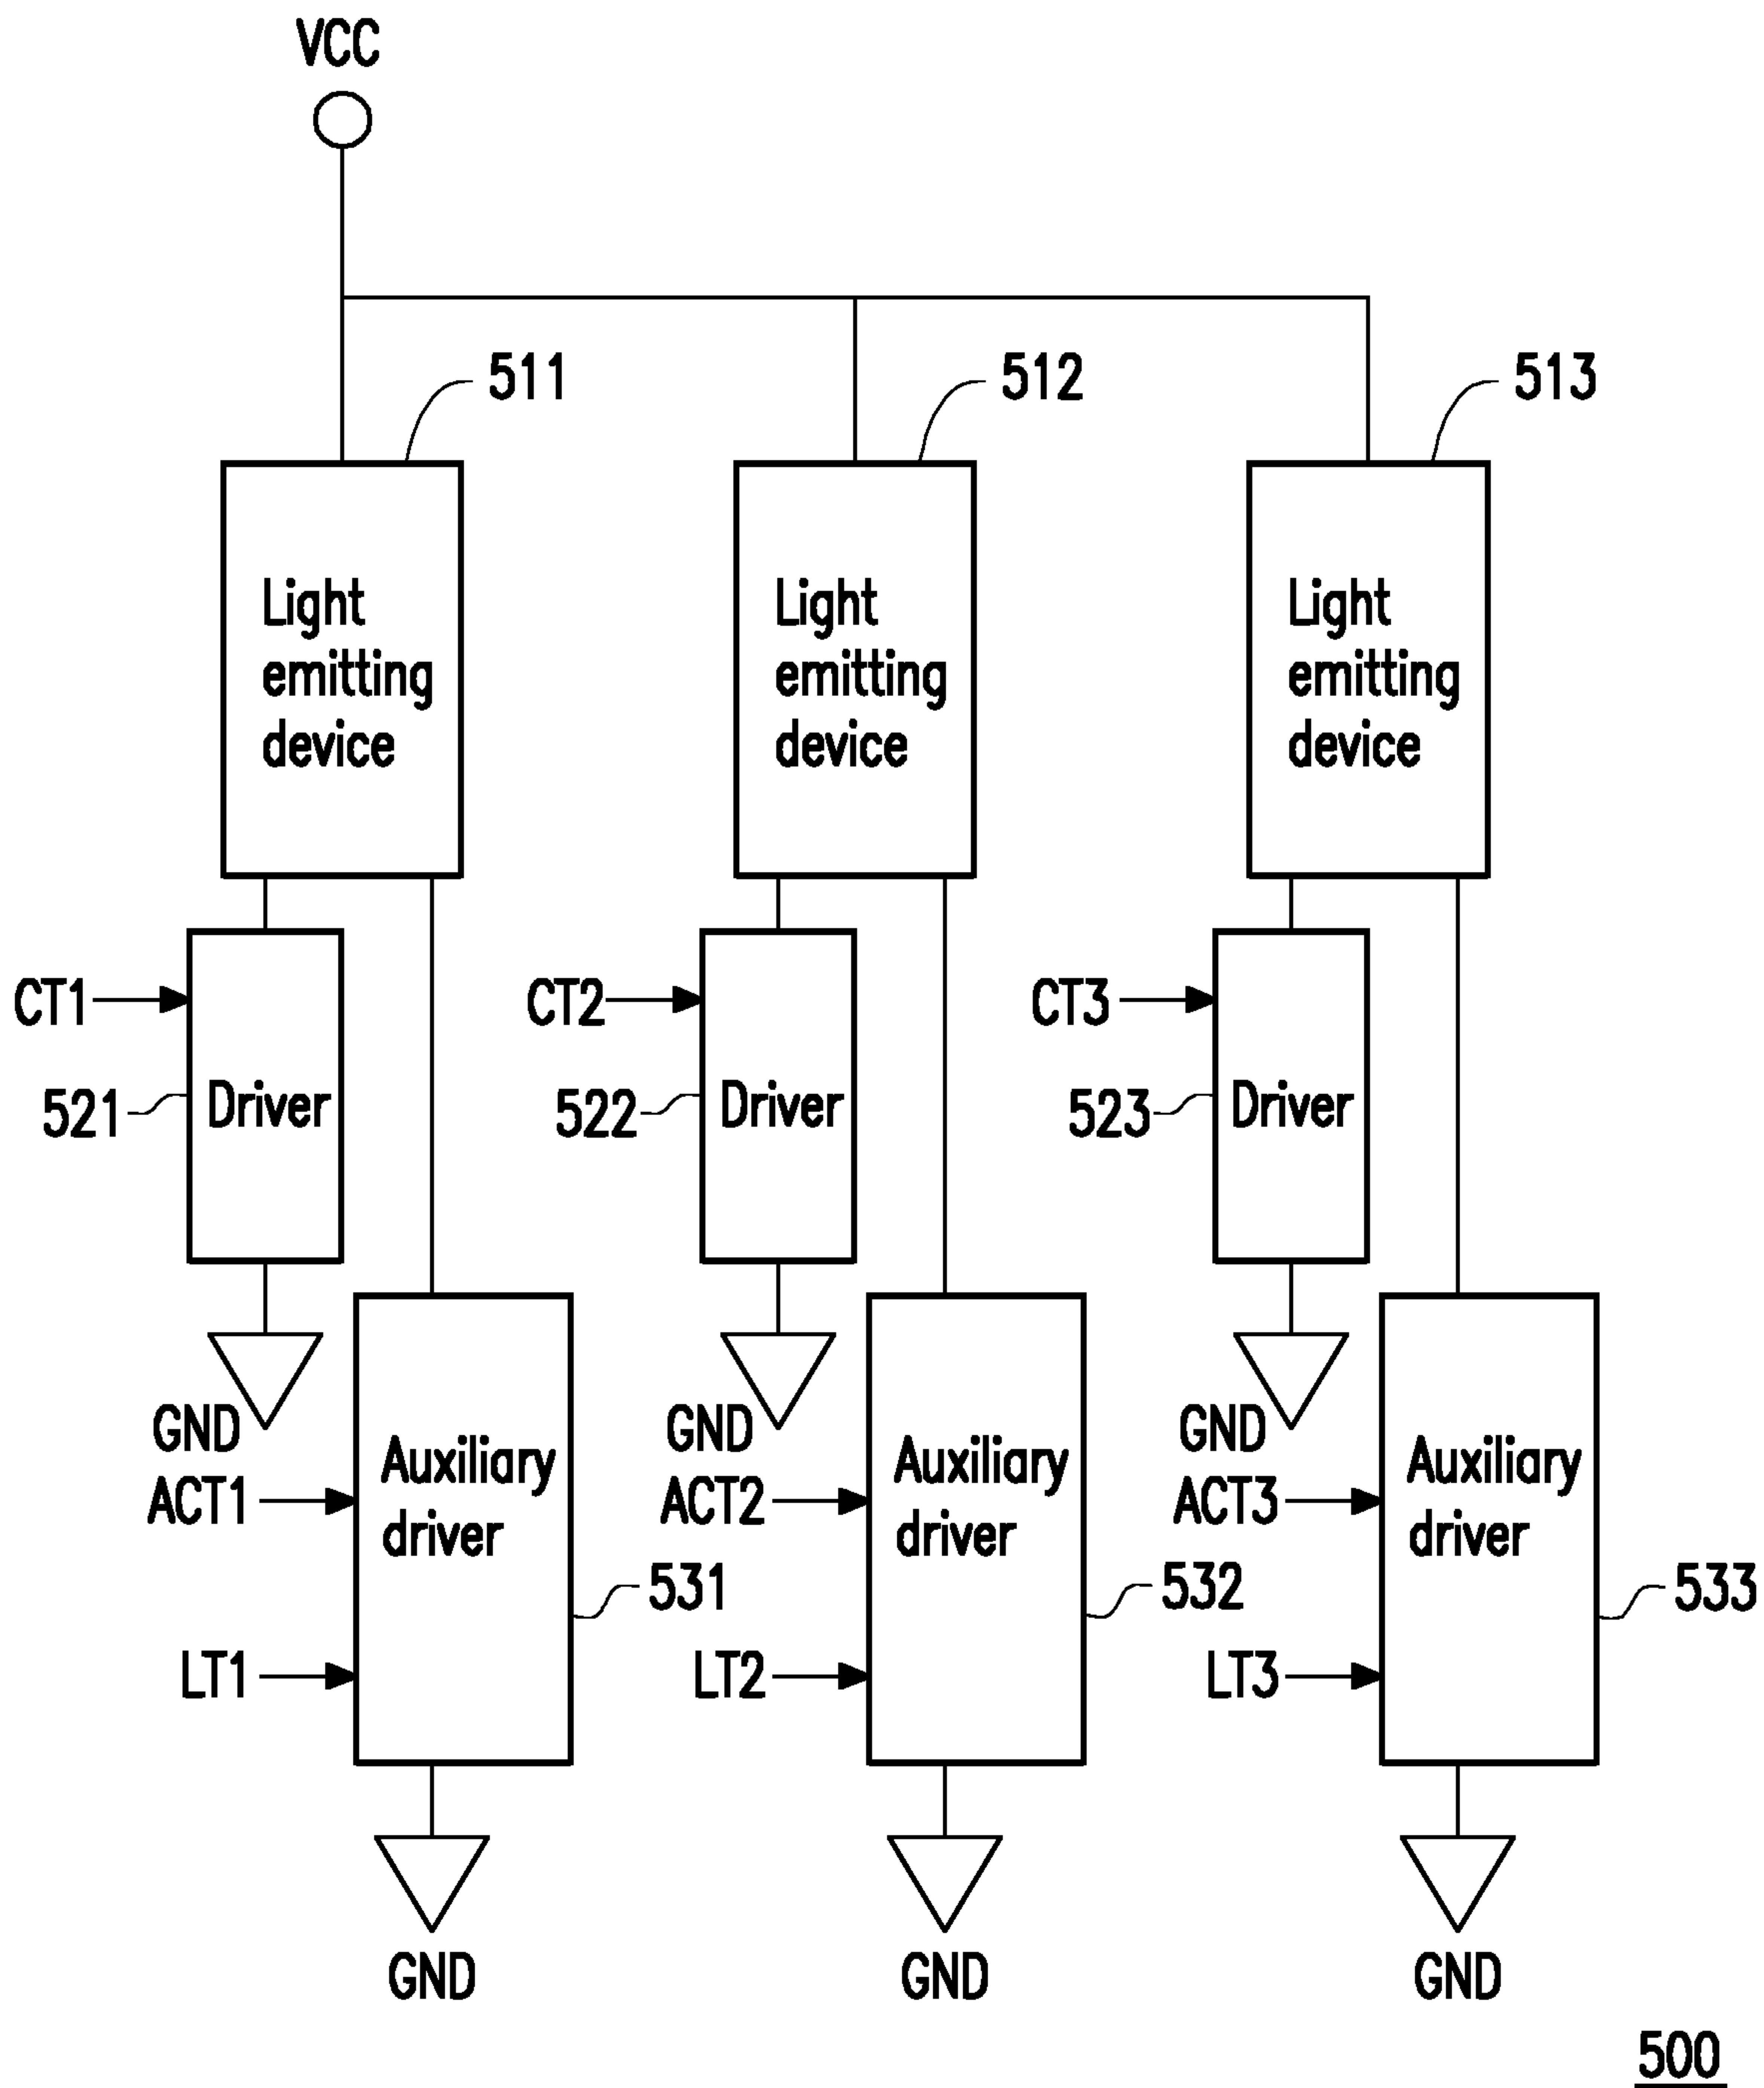 VCC
511
512
513
Light
emitting
device
Light
emitting
device
Light
emitting
device
CT1
CT2
CT3
521
Driver
522
Driver
523
Driver
GND
GND
GND
Auxiliary
driver
Auxiliary
driver
Auxiliary
driver
ACT1
ACT2
ACT3
531
532
533
LT1
LT2
LT3
GND
GND
GND
500